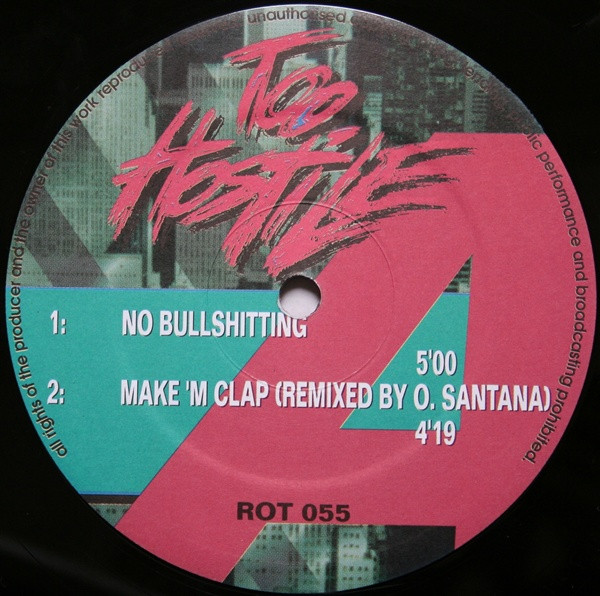 Too
Hostile
1: NO BULLSHITTING
5'00
2: MAKE 'M CLAP (REMIXED BY O. SANTANA)
4'19
ROT 055
all rights of the producer and the owner of this work reproduced
unauthorised
public performance and broadcasting prohibited.